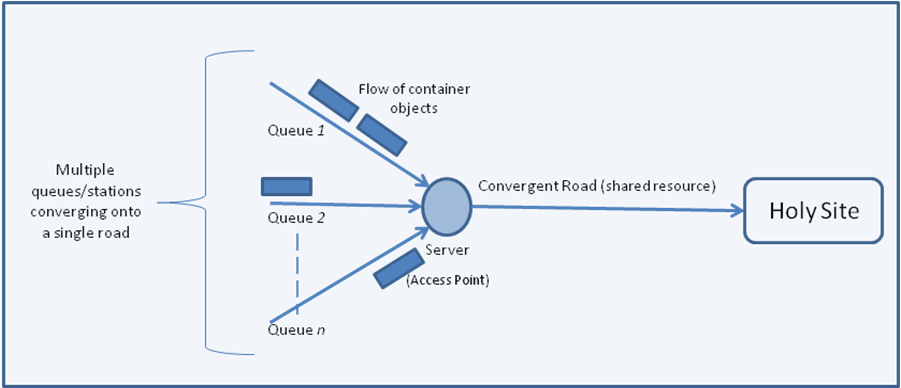 Flow of container
objects
Queue 1
Multiple
queues/stations
converging onto
a single road
Queue 2
Convergent Road (shared resource)
Holy Site
Server
(Access Point)
Queue n